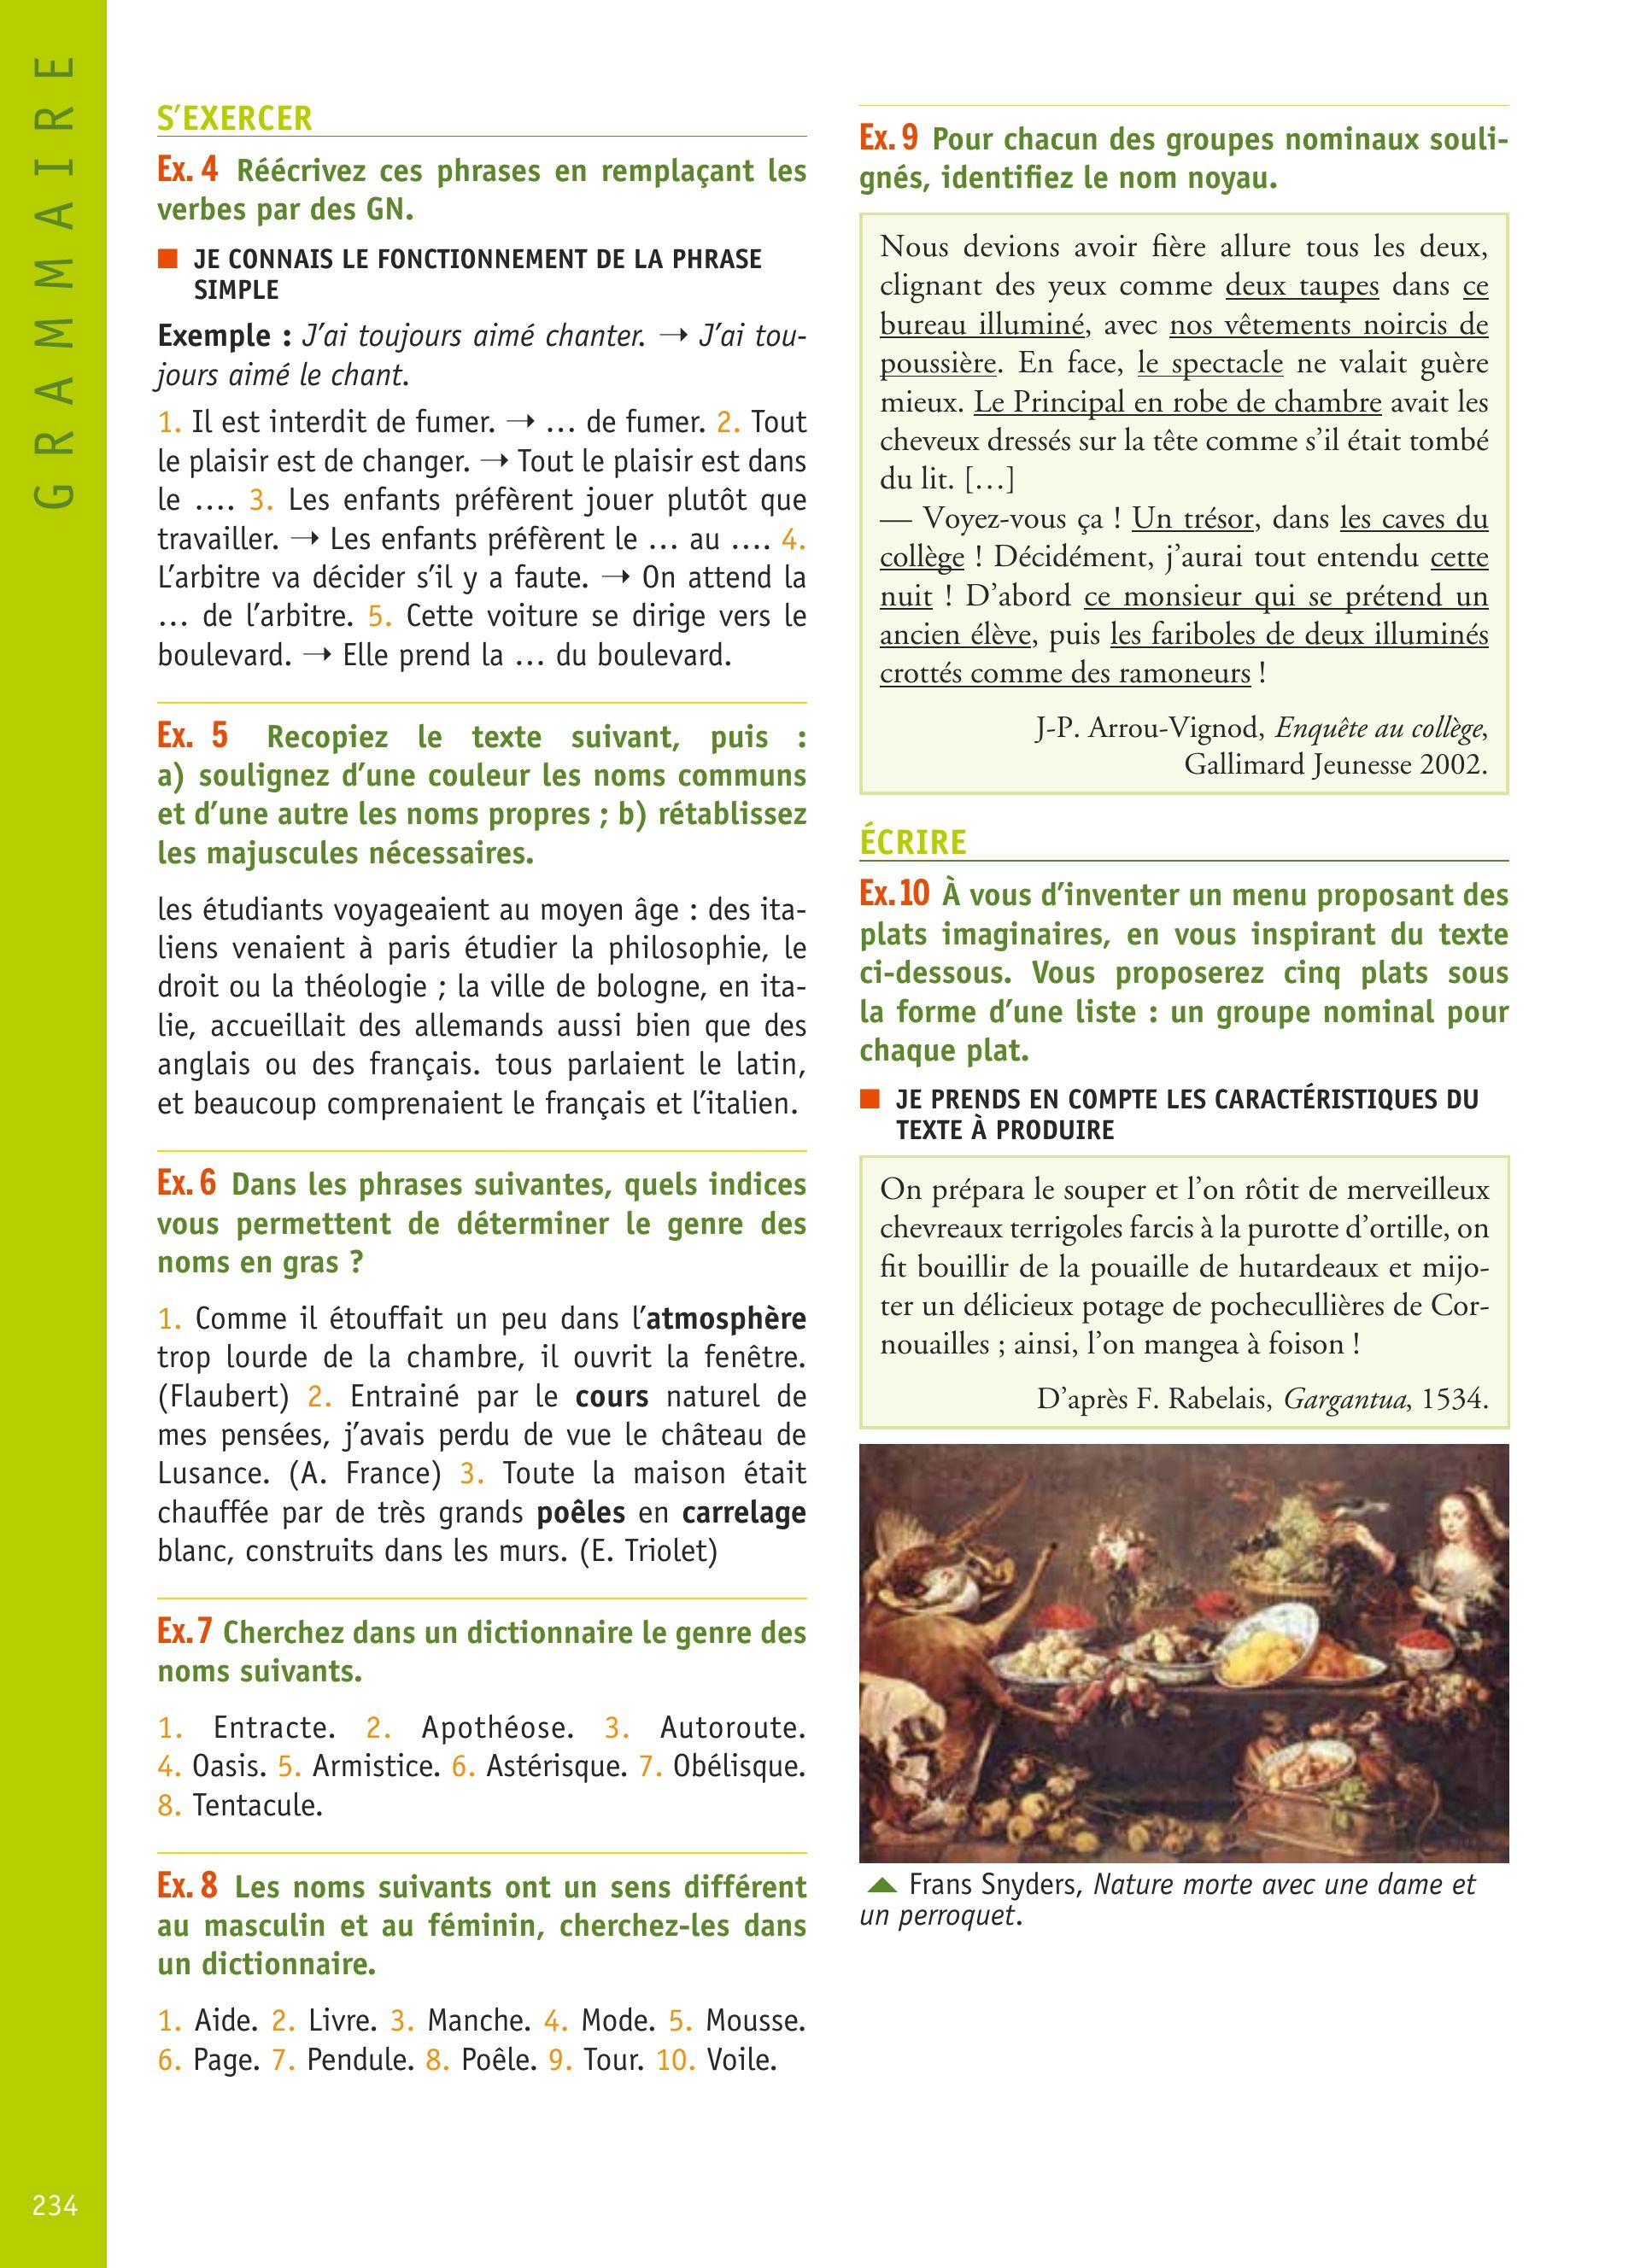 GRAMMAIRE
S'EXERCER
Ex. 4 Réécrivez ces phrases en remplaçant les
verbes par des GN.
■ JE CONNAIS LE FONCTIONNEMENT DE LA PHRASE
SIMPLE
Exemple : J'ai toujours aimé chanter. → J'ai tou-
jours aimé le chant.
1. Il est interdit de fumer. → … de fumer. 2. Tout
le plaisir est de changer. → Tout le plaisir est dans
le …. 3. Les enfants préfèrent jouer plutôt que
travailler. → Les enfants préfèrent le … au …. 4.
L'arbitre va décider s'il y a faute. → On attend la
… de l'arbitre. 5. Cette voiture se dirige vers le
boulevard. → Elle prend la … du boulevard.
Ex. 5 Recopiez le texte suivant, puis :
a) soulignez d'une couleur les noms communs
et d'une autre les noms propres ; b) rétablissez
les majuscules nécessaires.
les étudiants voyageaient au moyen âge : des ita-
liens venaient à paris étudier la philosophie, le
droit ou la théologie ; la ville de bologne, en ita-
lie, accueillait des allemands aussi bien que des
anglais ou des français. tous parlaient le latin,
et beaucoup comprenaient le français et l'italien.
Ex. 6 Dans les phrases suivantes, quels indices
vous permettent de déterminer le genre des
noms en gras ?
1. Comme il étouffait un peu dans l'atmosphère
trop lourde de la chambre, il ouvrit la fenêtre.
(Flaubert) 2. Entrainé par le cours naturel de
mes pensées, j'avais perdu de vue le château de
Lusance. (A. France) 3. Toute la maison était
chauffée par de très grands poêles en carrelage
blanc, construits dans les murs. (E. Triolet)
Ex. 7 Cherchez dans un dictionnaire le genre des
noms suivants.
1. Entracte. 2. Apothéose. 3. Autoroute.
4. Oasis. 5. Armistice. 6. Astérisque. 7. Obélisque.
8. Tentacule.
Ex. 8 Les noms suivants ont un sens différent
au masculin et au féminin, cherchez-les dans
un dictionnaire.
1. Aide. 2. Livre. 3. Manche. 4. Mode. 5. Mousse.
6. Page. 7. Pendule. 8. Poêle. 9. Tour. 10. Voile.
Ex. 9 Pour chacun des groupes nominaux souli-
gnés, identifiez le nom noyau.
Nous devions avoir fière allure tous les deux,
clignant des yeux comme deux taupes dans ce
bureau illuminé, avec nos vêtements noircis de
poussière. En face, le spectacle ne valait guère
mieux. Le Principal en robe de chambre avait les
cheveux dressés sur la tête comme s'il était tombé
du lit. […]
— Voyez-vous ça ! Un trésor, dans les caves du
collège ! Décidément, j'aurai tout entendu cette
nuit ! D'abord ce monsieur qui se prétend un
ancien élève, puis les fariboles de deux illuminés
crottés comme des ramoneurs !
J-P. Arrou-Vignod, Enquête au collège,
Gallimard Jeunesse 2002.
ÉCRIRE
Ex. 10 À vous d'inventer un menu proposant des
plats imaginaires, en vous inspirant du texte
ci-dessous. Vous proposerez cinq plats sous
la forme d'une liste : un groupe nominal pour
chaque plat.
■ JE PRENDS EN COMPTE LES CARACTÉRISTIQUES DU
TEXTE À PRODUIRE
On prépara le souper et l'on rôtit de merveilleux
chevreaux terrigoles farcis à la purotte d'ortille, on
fit bouillir de la pouaille de hutardeaux et mijo-
ter un délicieux potage de pochecullières de Cor-
nouailles ; ainsi, l'on mangea à foison !
D'après F. Rabelais, Gargantua, 1534.
▲ Frans Snyders, Nature morte avec une dame et
un perroquet.
234